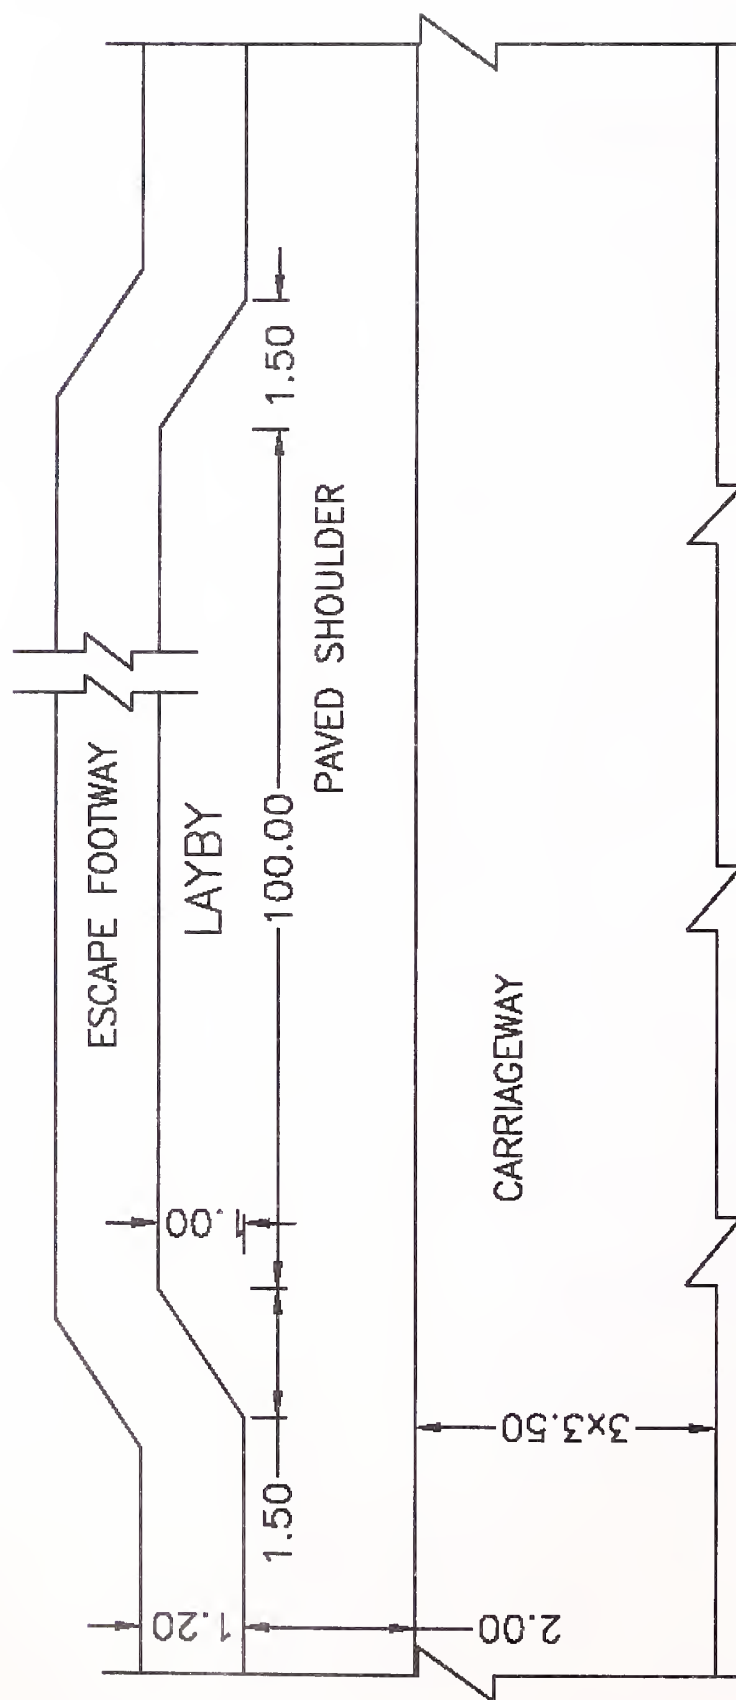 ESCAPE FOOTWAY
LAYBY
1.00
1.50
100.00
1.50
PAVED SHOULDER
1.20
2.00
CARRIAGEWAY
3x3.50